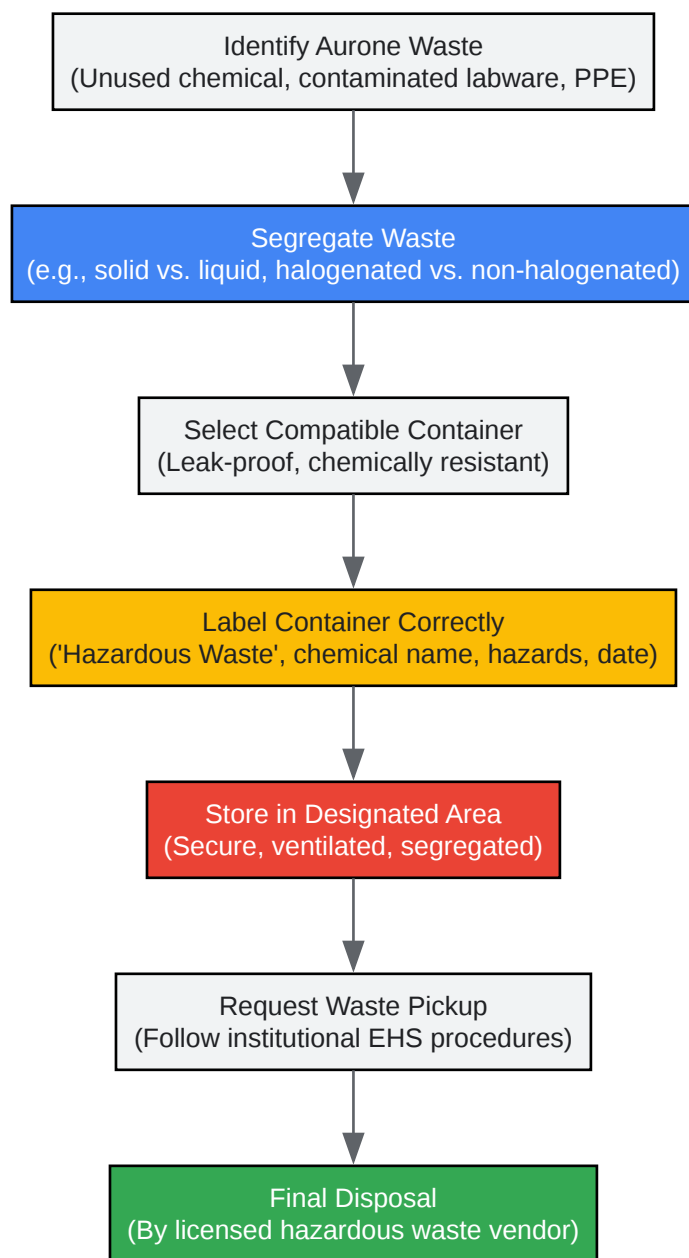 Identify Aurone Waste
(Unused chemical, contaminated labware, PPE)
Segregate Waste
(e.g., solid vs. liquid, halogenated vs. non-halogenated)
Select Compatible Container
(Leak-proof, chemically resistant)
Label Container Correctly
('Hazardous Waste', chemical name, hazards, date)
Store in Designated Area
(Secure, ventilated, segregated)
Request Waste Pickup
(Follow institutional EHS procedures)
Final Disposal
(By licensed hazardous waste vendor)